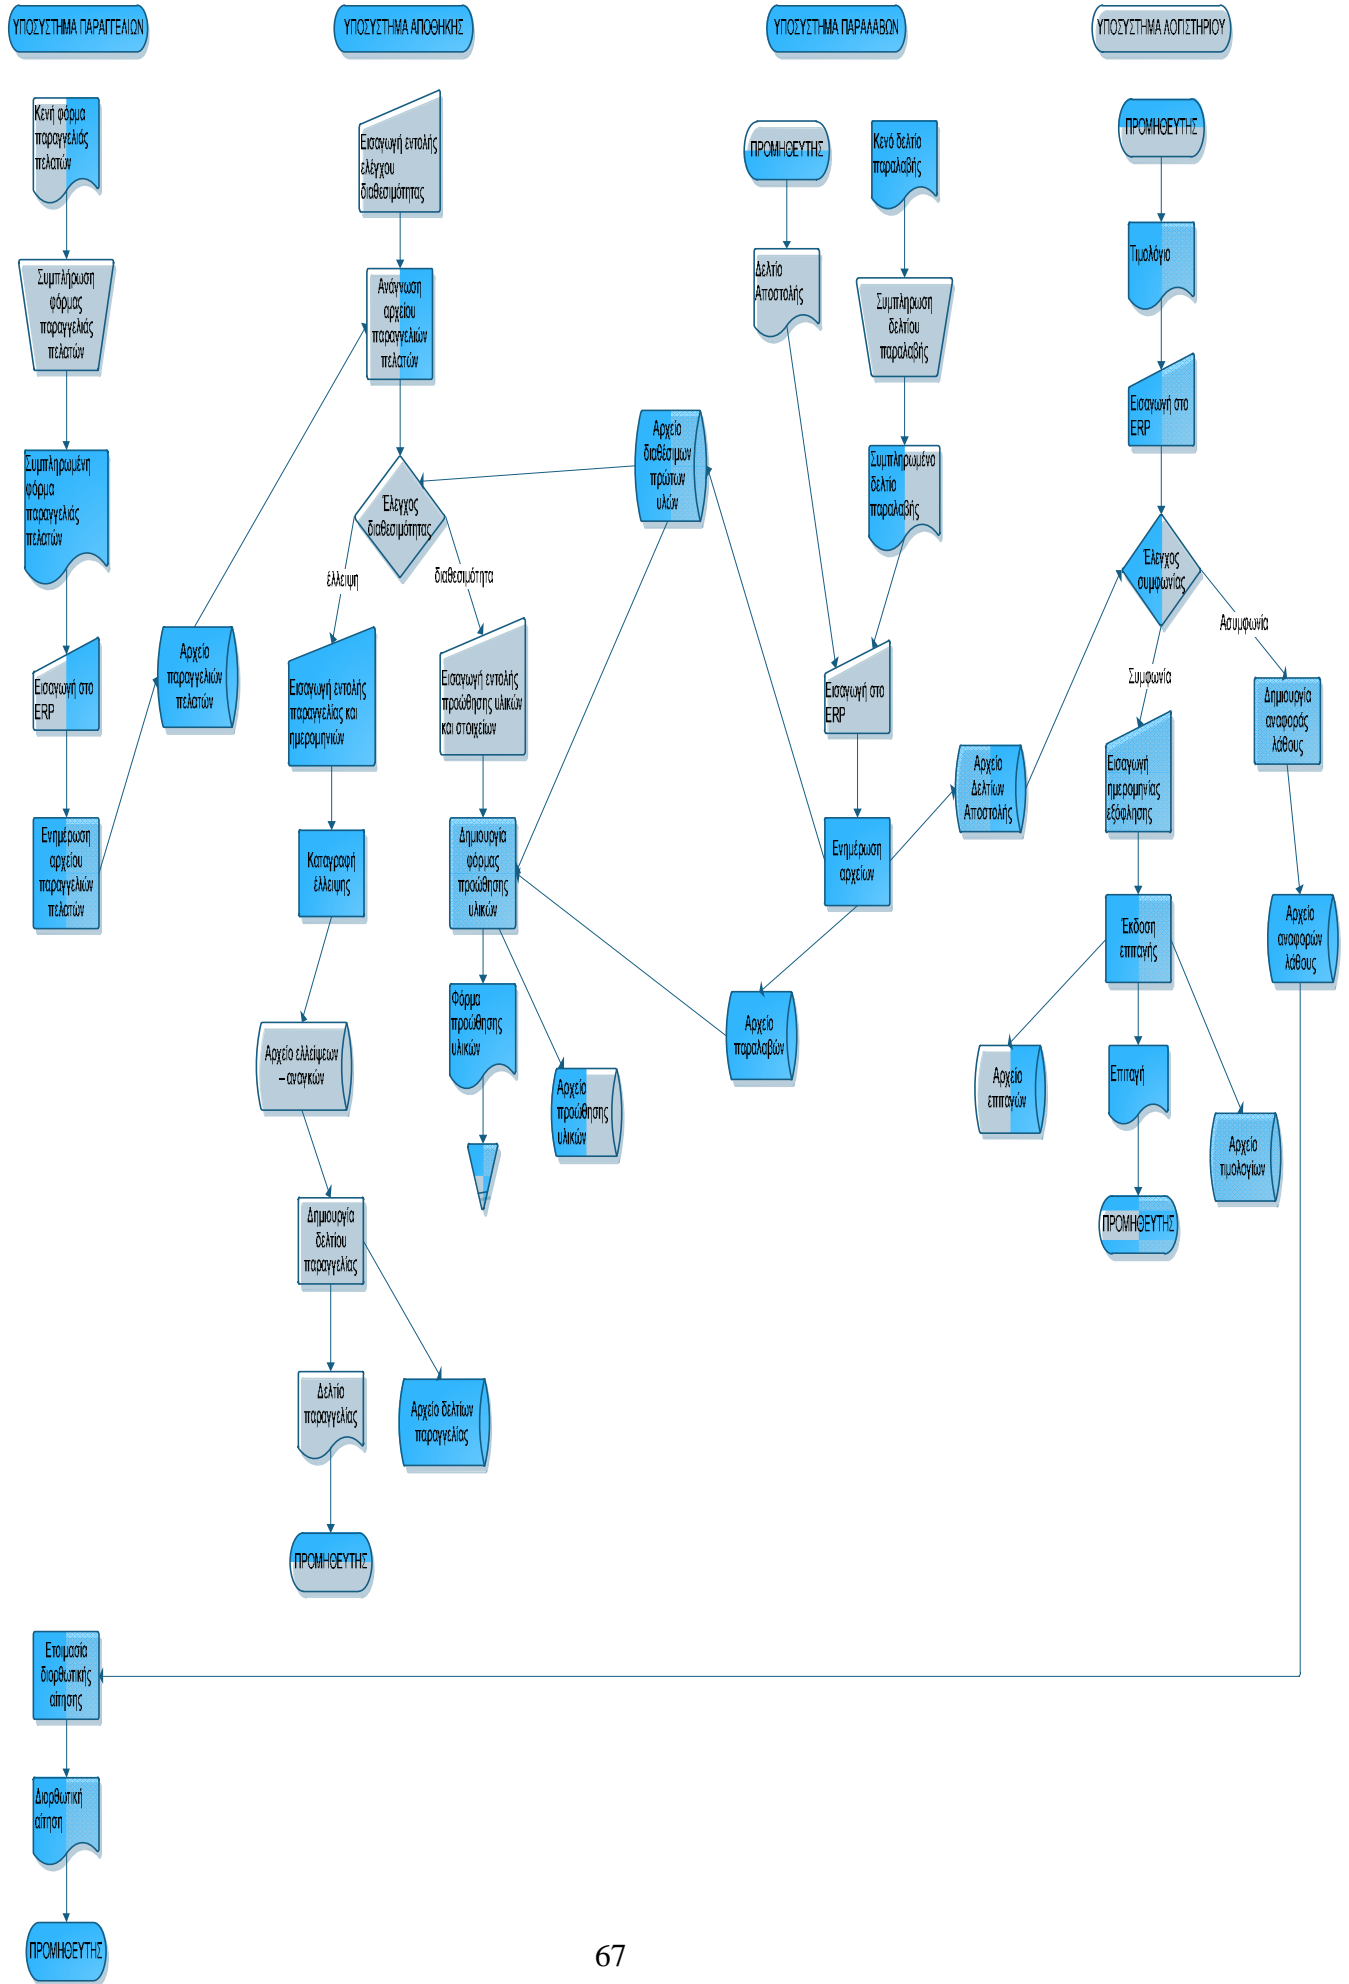 ΥΠΟΣΥΣΤΗΜΑ ΠΑΡΑΓΓΕΛΙΩΝ
ΥΠΟΣΥΣΤΗΜΑ ΑΠΟΘΗΚΗΣ
ΥΠΟΣΥΣΤΗΜΑ ΠΑΡΑΛΑΒΩΝ
ΥΠΟΣΥΣΤΗΜΑ ΛΟΓΙΣΤΗΡΙΟΥ
Κενή φόρμα
παραγγελιάς
πελατών
Συμπλήρωση
φόρμας
παραγγελιάς
πελατών
Συμπληρωμένη
φόρμα
παραγγελιάς
πελατών
Εισαγωγή στο
ERP
Ενημέρωση
αρχείου
παραγγελιών
πελατών
Αρχείο
παραγγελιών
πελατών
Εισαγωγή εντολής
ελέγχου
διαθεσιμότητας
Ανάγνωση
αρχείου
παραγγελιών
πελατών
Έλεγχος
διαθεσιμότητας
έλλειψη
διαθεσιμότητα
Εισαγωγή εντολής
παραγγελίας και
ημερομηνιών
Καταγραφή
έλλειψης
Αρχείο ελλείψεων
– αναγκών
Δημιουργία
δελτίου
παραγγελίας
Δελτίο
παραγγελίας
ΠΡΟΜΗΘΕΥΤΗΣ
Αρχείο δελτίων
παραγγελίας
Εισαγωγή εντολής
προώθησης υλικών
και στοιχείων
Δημιουργία
φόρμας
προώθησης
υλικών
Φόρμα
προώθησης
υλικών
Αρχείο
προώθησης
υλικών
Αρχείο
διαθέσιμων
πρώτων
υλών
ΠΡΟΜΗΘΕΥΤΗΣ
Δελτίο
Αποστολής
Κενό δελτίο
παραλαβής
Συμπληρωση
δελτίου
παραλαβής
Συμπληρωμένο
δελτίο
παραλαβής
Εισαγωγή στο
ERP
Ενημέρωση
αρχείων
Αρχείο
παραλαβών
Αρχείο
Δελτίων
Αποστολής
ΠΡΟΜΗΘΕΥΤΗΣ
Τιμολόγιο
Εισαγωγή στο
ERP
Έλεγχος
συμφωνίας
Συμφωνία
Ασυμφωνία
Εισαγωγή
ημερομηνίας
εξόφλησης
Έκδοση
επιταγής
Αρχείο
επιταγών
Επιταγή
ΠΡΟΜΗΘΕΥΤΗΣ
Αρχείο
τιμολογίων
Δημιουργία
αναφοράς
λάθους
Αρχείο
αναφορών
λάθους
Ετοιμασία
διορθωτικής
αίτησης
Διορθωτική
αίτηση
ΠΡΟΜΗΘΕΥΤΗΣ
67